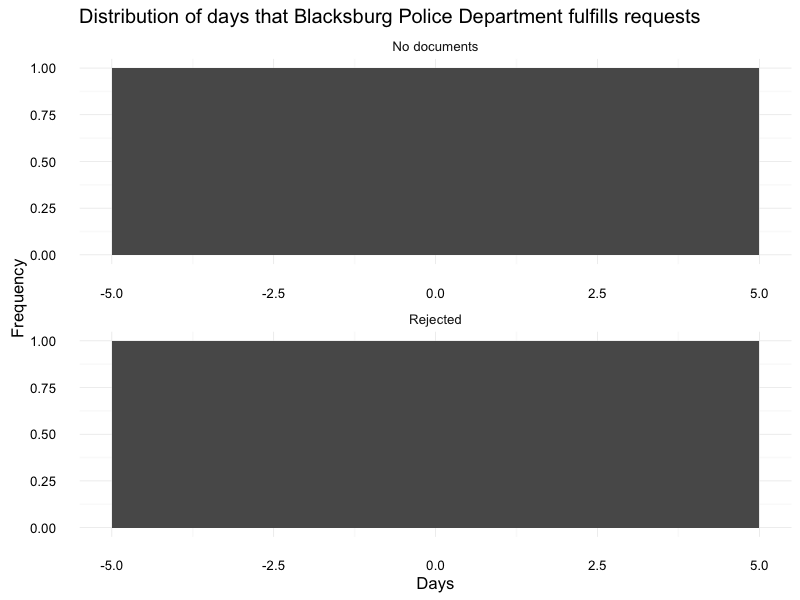 Distribution of days that Blacksburg Police Department fulfills requests
No documents
1.00
0.75
0.50
0.25
0.00
-5.0 -2.5 0.0 2.5 5.0
Frequency
Rejected
1.00
0.75
0.50
0.25
0.00
-5.0 -2.5 0.0 2.5 5.0
Days